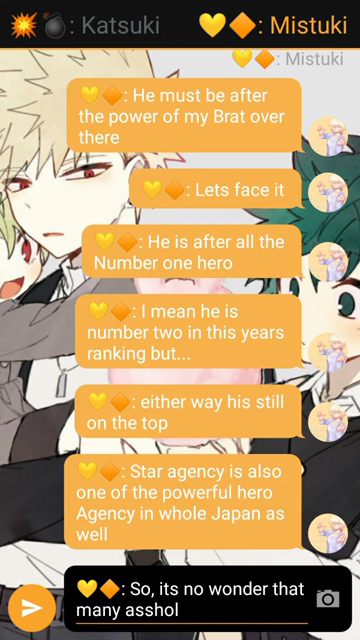 💥💣: Katsuki 💛🔶: Mistuki
💛🔶: Mistuki
💛🔶: He must be after
the power of my Brat over
there
💛🔶: Lets face it
💛🔶: He is after all the
Number one hero
💛🔶: I mean he is
number two in this years
ranking but...
💛🔶: either way his still
on the top
💛🔶: Star agency is also
one of the powerful hero
Agency in whole Japan as
well
💛🔶: So, its no wonder that
many asshol